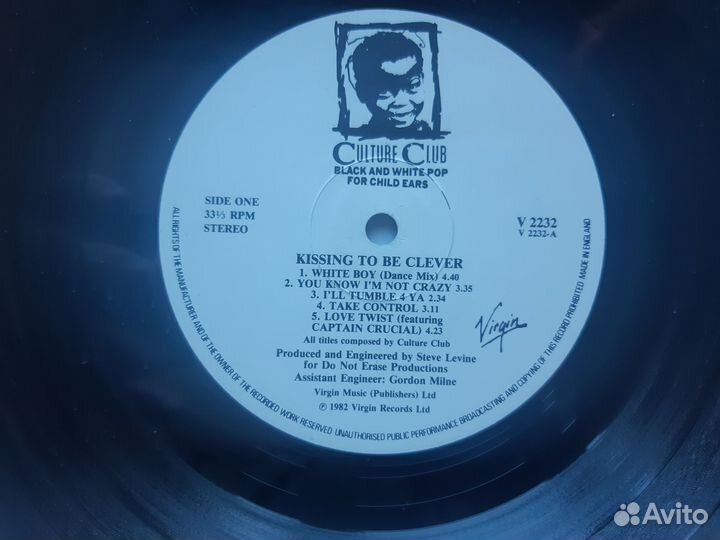 CULTURE CLUB
BLACK AND WHITE POP
FOR CHILD EARS
SIDE ONE
33⅓ RPM
STEREO
V 2232
V 2232-A
KISSING TO BE CLEVER
1. WHITE BOY (Dance Mix) 4.40
2. YOU KNOW I'M NOT CRAZY 3.35
3. I'LL TUMBLE 4 YA 2.34
4. TAKE CONTROL 3.11
5. LOVE TWIST (featuring
CAPTAIN CRUCIAL) 4.23
All titles composed by Culture Club
Produced and Engineered by Steve Levine
for Do Not Erase Productions
Assistant Engineer: Gordon Milne
Virgin Music (Publishers) Ltd
℗ 1982 Virgin Records Ltd
Virgin
ALL RIGHTS OF THE MANUFACTURER AND OF THE OWNER OF THE RECORDED WORK RESERVED UNAUTHORISED PUBLIC PERFORMANCE BROADCASTING AND COPYING OF THIS RECORD PROHIBITED MADE IN ENGLAND
Avito